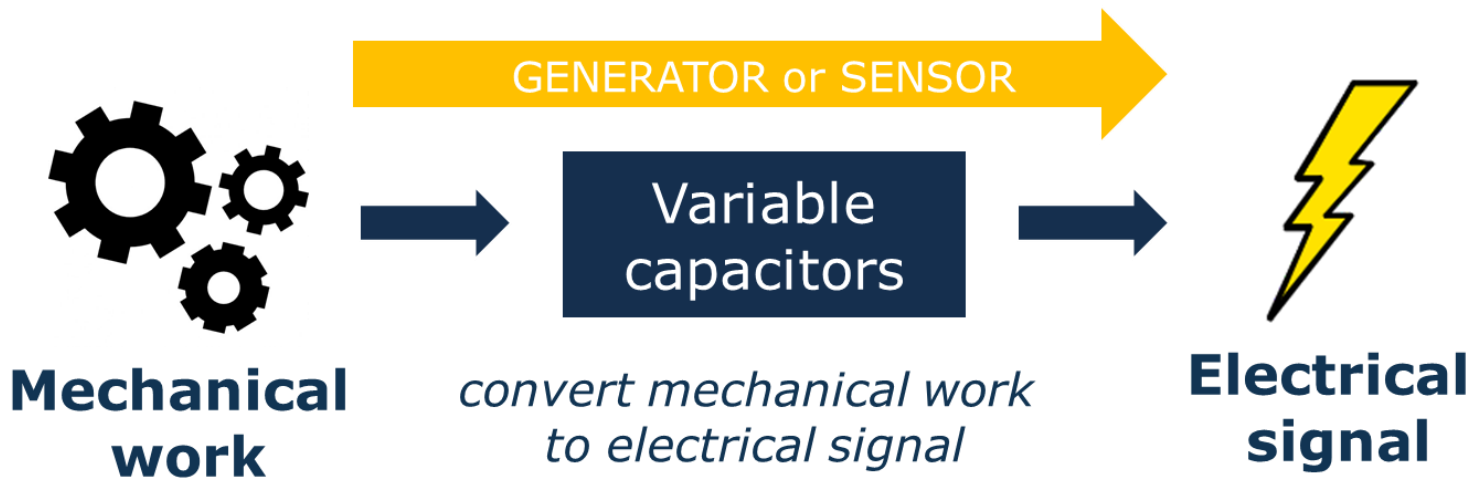 GENERATOR or SENSOR
Variable
capacitors
Mechanical
work
convert mechanical work
to electrical signal
Electrical
signal